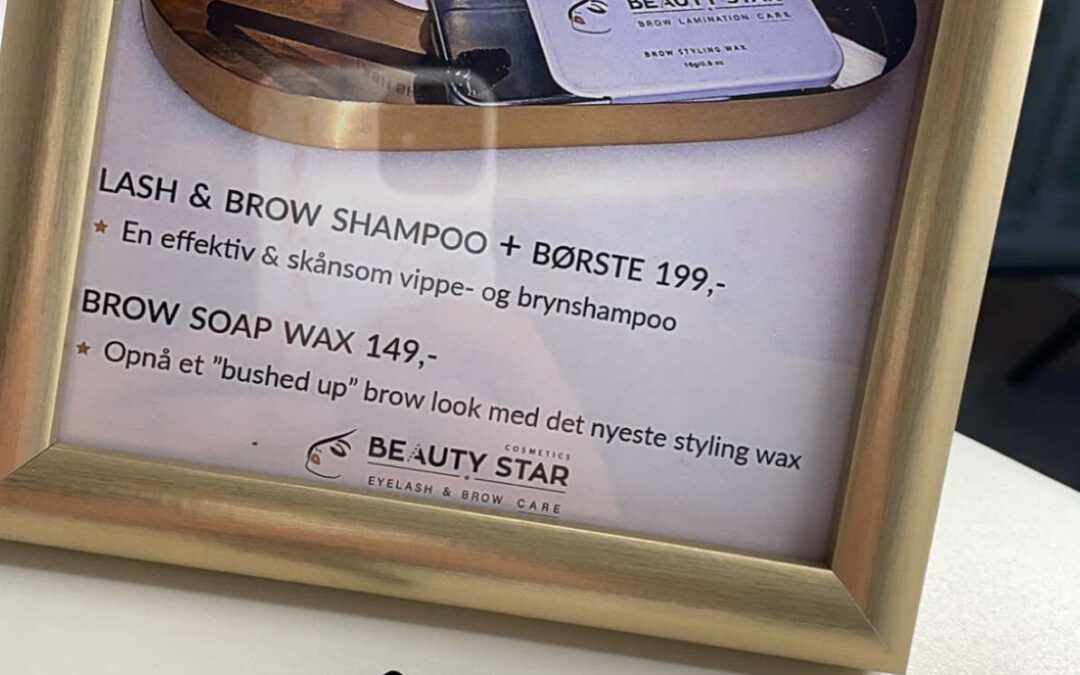 BEAUTY STAR
BROW LAMINATION CARE
BROW STYLING WAX
LASH & BROW SHAMPOO + BØRSTE 199,-
En effektiv & skånsom vippe- og brynshampoo
BROW SOAP WAX 149,-
Opnå et ”bushed up” brow look med det nyeste styling wax
COSMETICS
BEAUTY STAR
EYELASH & BROW CARE